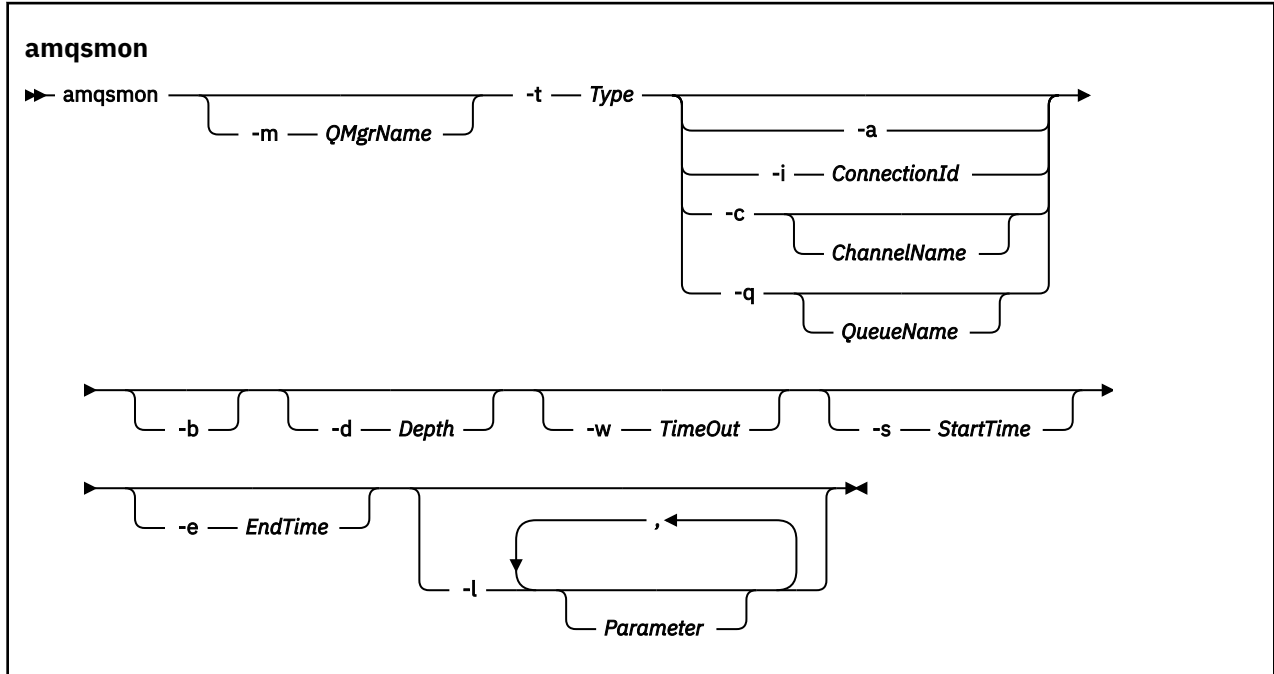 amqsmon
amqsmon -t Type
-m QMgrName
-a
-i ConnectionId
-c
ChannelName
-q
QueueName
-b -d Depth -w TimeOut -s StartTime
-e EndTime
,
-l
Parameter